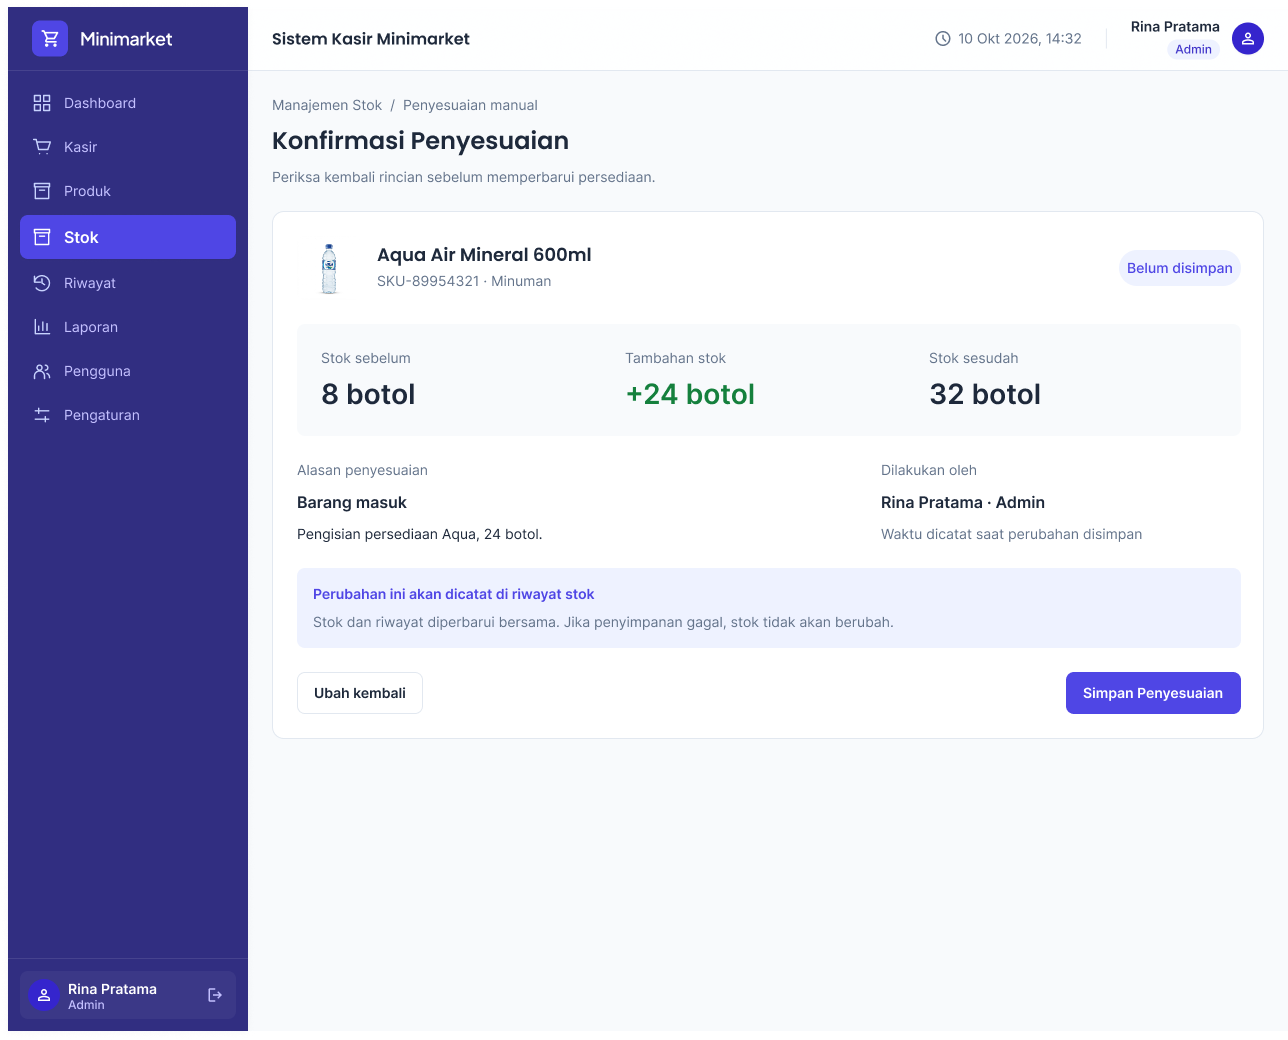 Minimarket
Dashboard
Kasir
Produk
Stok
Riwayat
Laporan
Pengguna
Pengaturan
Rina Pratama
Admin
Sistem Kasir Minimarket
10 Okt 2026, 14:32
Rina Pratama
Admin
Manajemen Stok / Penyesuaian manual
Konfirmasi Penyesuaian
Periksa kembali rincian sebelum memperbarui persediaan.
Aqua Air Mineral 600ml
SKU-89954321 · Minuman
Belum disimpan
Stok sebelum
8 botol
Tambahan stok
+24 botol
Stok sesudah
32 botol
Alasan penyesuaian
Barang masuk
Pengisian persediaan Aqua, 24 botol.
Dilakukan oleh
Rina Pratama · Admin
Waktu dicatat saat perubahan disimpan
Perubahan ini akan dicatat di riwayat stok
Stok dan riwayat diperbarui bersama. Jika penyimpanan gagal, stok tidak akan berubah.
Ubah kembali
Simpan Penyesuaian